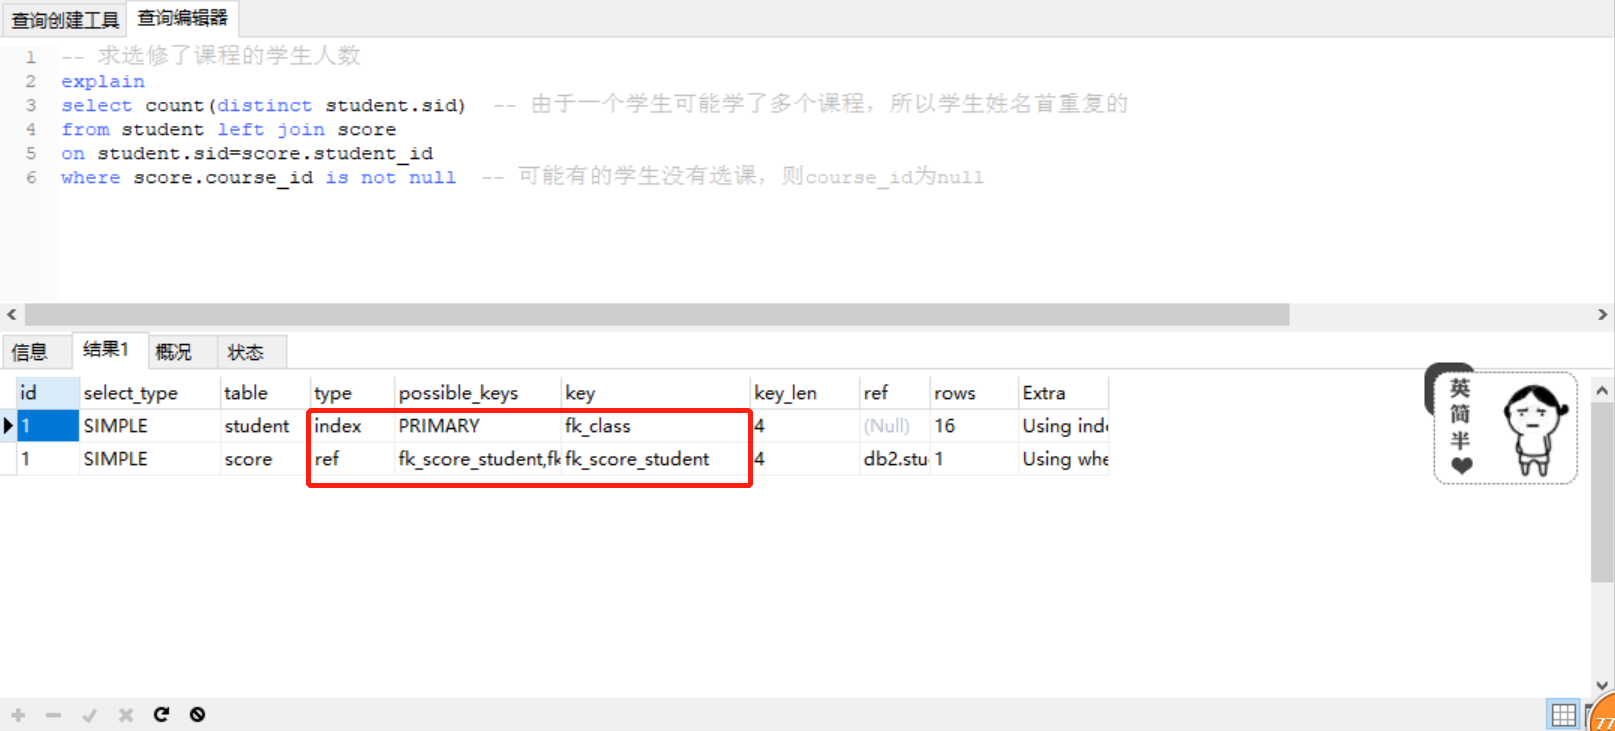 查询创建工具 查询编辑器
1 -- 求选修了课程的学生人数
2 explain
3 select count(distinct student.sid) -- 由于一个学生可能学了多个课程，所以学生姓名首重复的
4 from student left join score
5 on student.sid=score.student_id
6 where score.course_id is not null -- 可能有的学生没有选课，则course_id为null
信息 结果1 概况 状态
id select_type table type possible_keys key key_len ref rows Extra
1 SIMPLE student index PRIMARY fk_class 4 (Null) 16 Using inde
1 SIMPLE score ref fk_score_student,fk fk_score_student 4 db2.stu 1 Using whe
英
简
半
77